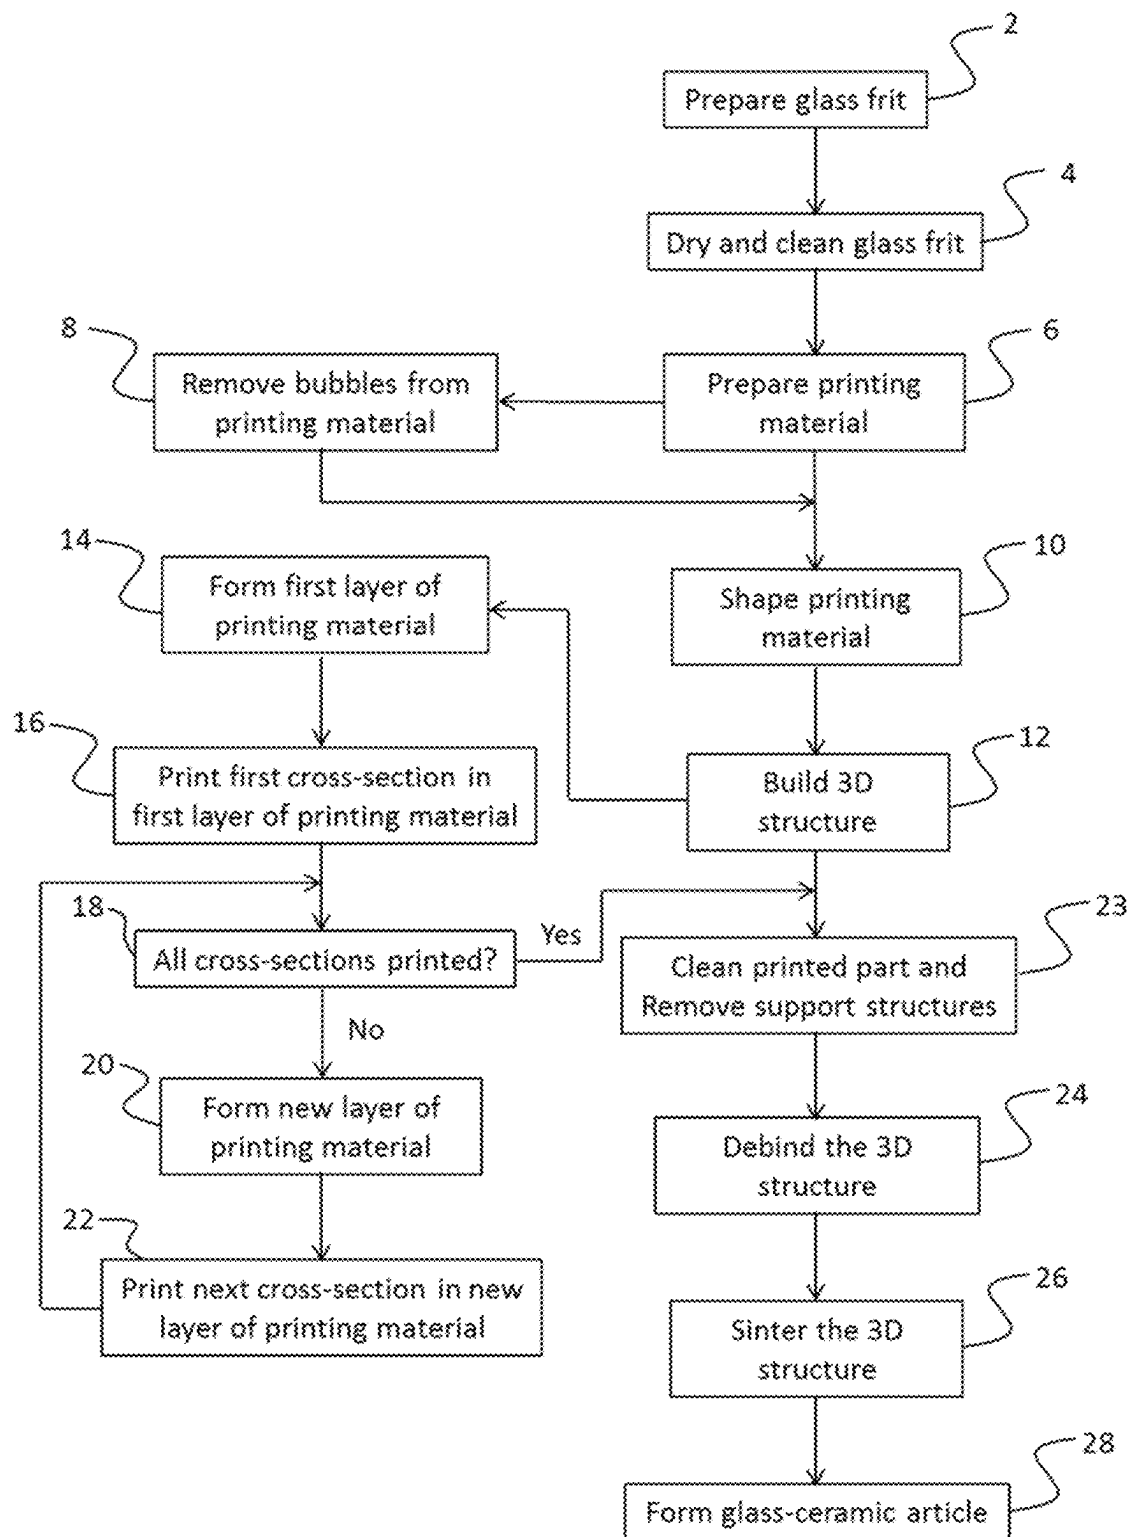 2
Prepare glass frit
4
Dry and clean glass frit
8
6
Remove bubbles from
printing material
Prepare printing
material
14
10
Form first layer of
printing material
Shape printing
material
16
12
Print first cross-section in
first layer of printing material
Build 3D
structure
18
23
All cross-sections printed?
Yes
Clean printed part and
Remove support structures
No
20
24
Form new layer of
printing material
Debind the 3D
structure
22
26
Print next cross-section in new
layer of printing material
Sinter the 3D
structure
28
Form glass-ceramic article